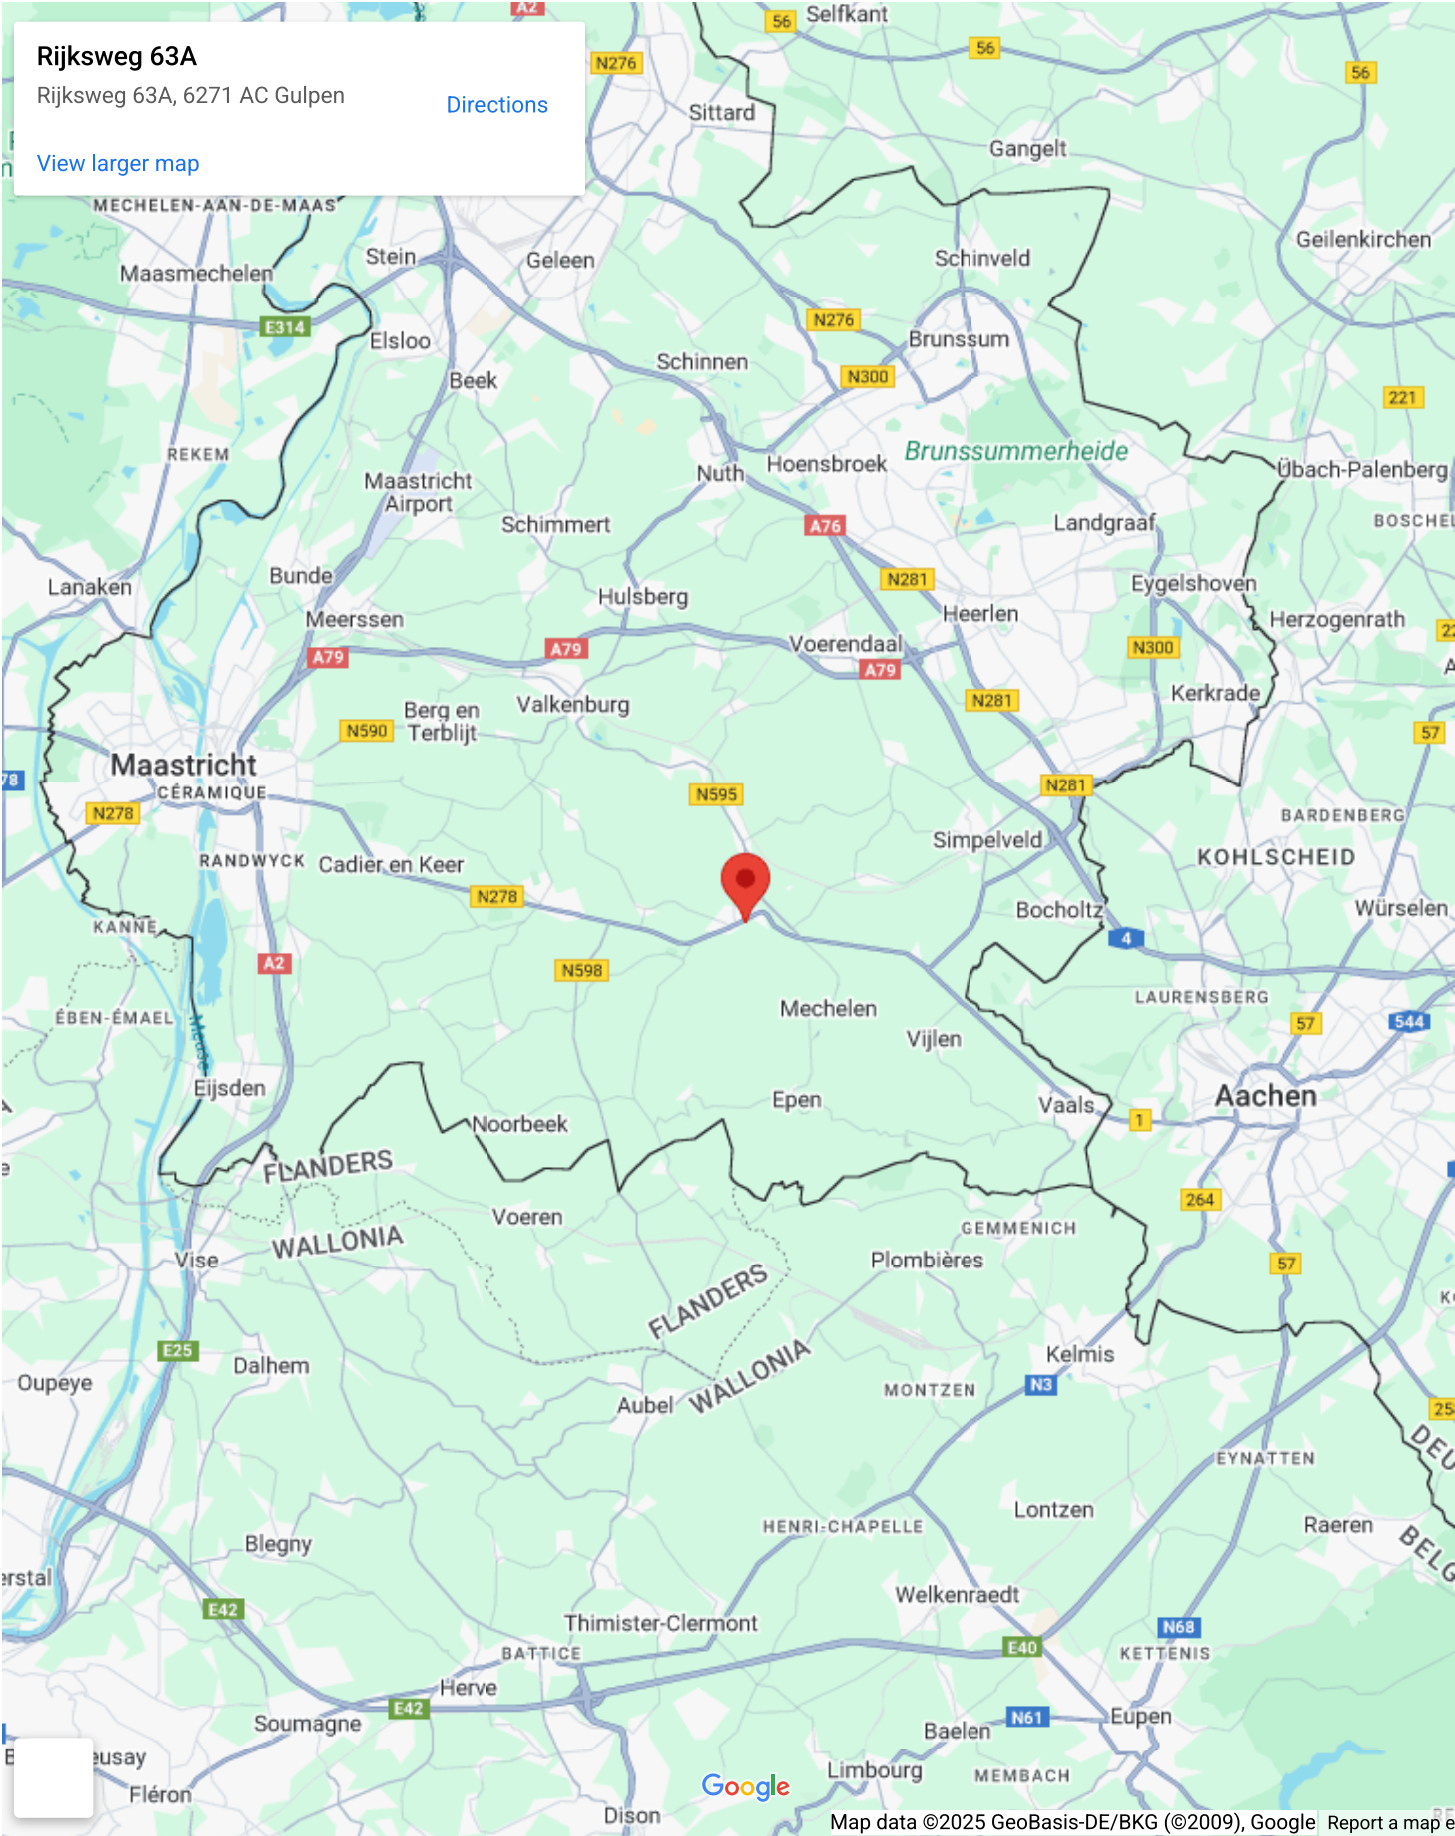 Rijksweg 63A
Rijksweg 63A, 6271 AC Gulpen
Directions
View larger map
A2
56
Selfkant
56
N276
56
Sittard
Gangelt
MECHELEN-AAN-DE-MAAS
Geilenkirchen
Stein
Geleen
Schinveld
Maasmechelen
E314
N276
Elsloo
Brunssum
Schinnen
Beek
N300
221
REKEM
Brunssummerheide
Hoensbroek
Nuth
Übach-Palenberg
Maastricht
Airport
Schimmert
A76
Landgraaf
Bunde
N281
Lanaken
Eygelshoven
Hulsberg
Heerlen
Meerssen
Herzogenrath
A79
A79
Voerendaal
A79
N300
Kerkrade
Valkenburg
N281
Berg en
Terblijt
N590
57
Maastricht
CÉRAMIQUE
N278
N595
N281
BARDENBERG
Simpelveld
KOHLSCHEID
RANDWYCK
Cadier en Keer
N278
Bocholtz
Würselen
KANNE
4
A2
N598
LAURENSBERG
Mechelen
ÉBEN-ÉMAEL
57
544
Meuse
Vijlen
Eijsden
Epen
Vaals
Aachen
Noorbeek
1
FLANDERS
264
Voeren
GEMMENICH
WALLONIA
Vise
Plombières
57
FLANDERS
E25
Dalhem
WALLONIA
Kelmis
Oupeye
N3
MONTZEN
Aubel
EYNATTEN
Lontzen
HENRI-CHAPELLE
Raeren
Blegny
Welkenraedt
E42
Thimister-Clermont
N68
BATTICE
E40
KETTENIS
Herve
E42
Soumagne
N61
Eupen
Baelen
Limbourg
MEMBACH
Fléron
Google
Dison
Map data ©2025 GeoBasis-DE/BKG (©2009), Google
Report a map e